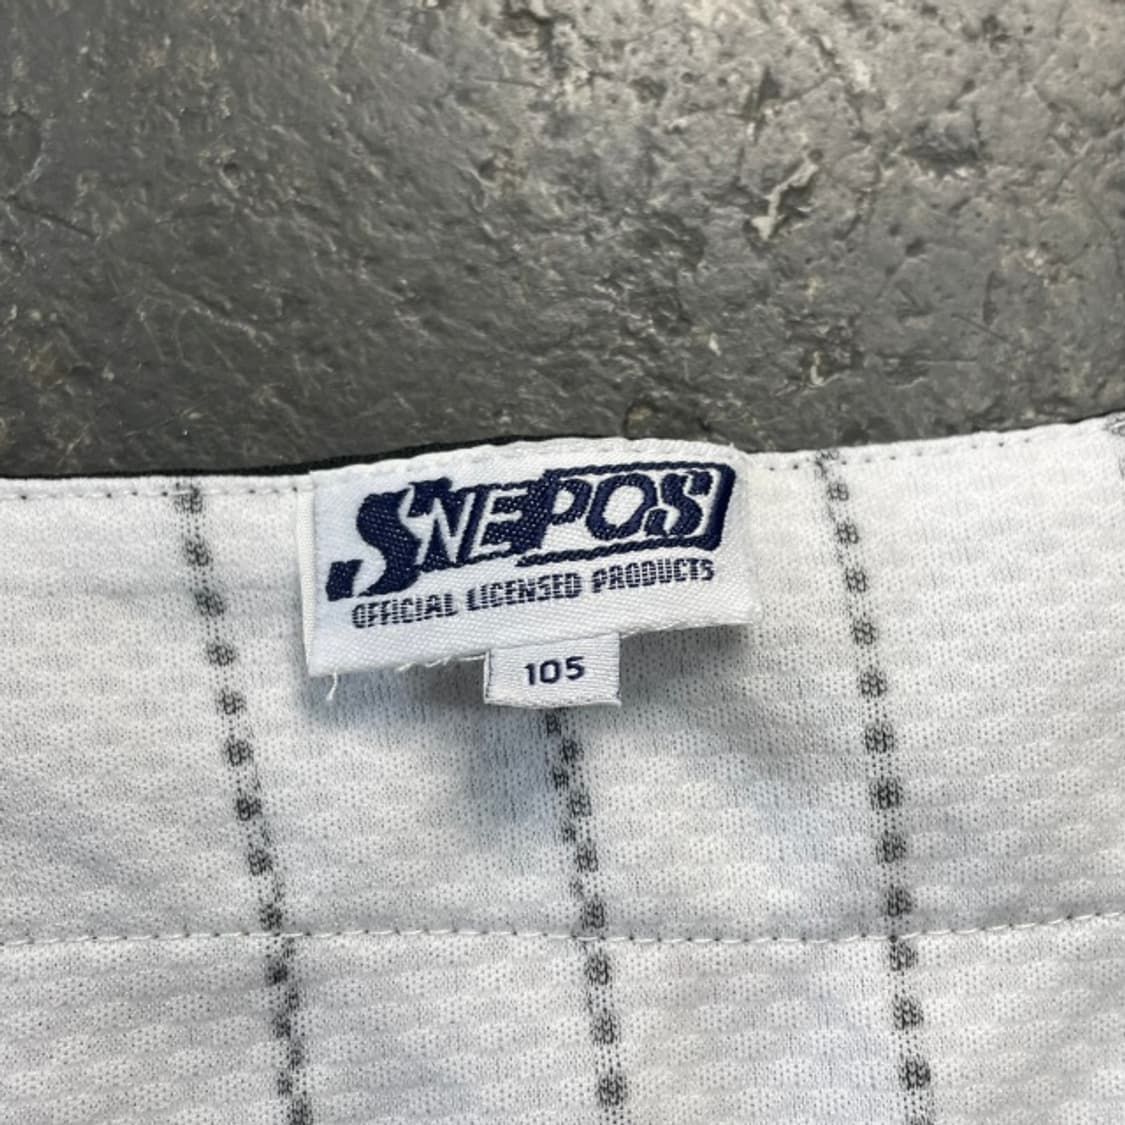 SNEPOS
OFFICIAL LICENSED PRODUCTS
105